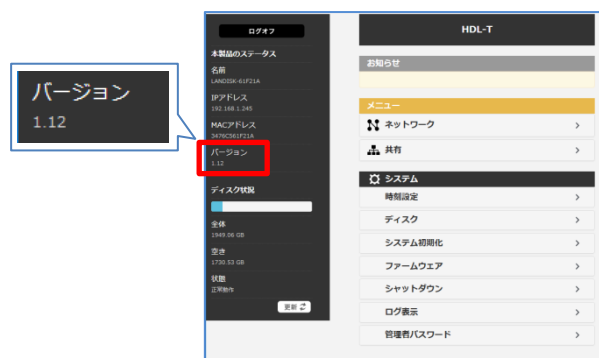 バージョン
1.12
ログオフ
本製品のステータス
名前
LANDISK-61F21A
IPアドレス
192.168.1.245
MACアドレス
3476C561F21A
バージョン
1.12
ディスク状況
全体
1949.06 GB
空き
1730.53 GB
状態
正常動作
更新
HDL-T
お知らせ
メニュー
ネットワーク
共有
システム
時刻設定
ディスク
システム初期化
ファームウェア
シャットダウン
ログ表示
管理者パスワード